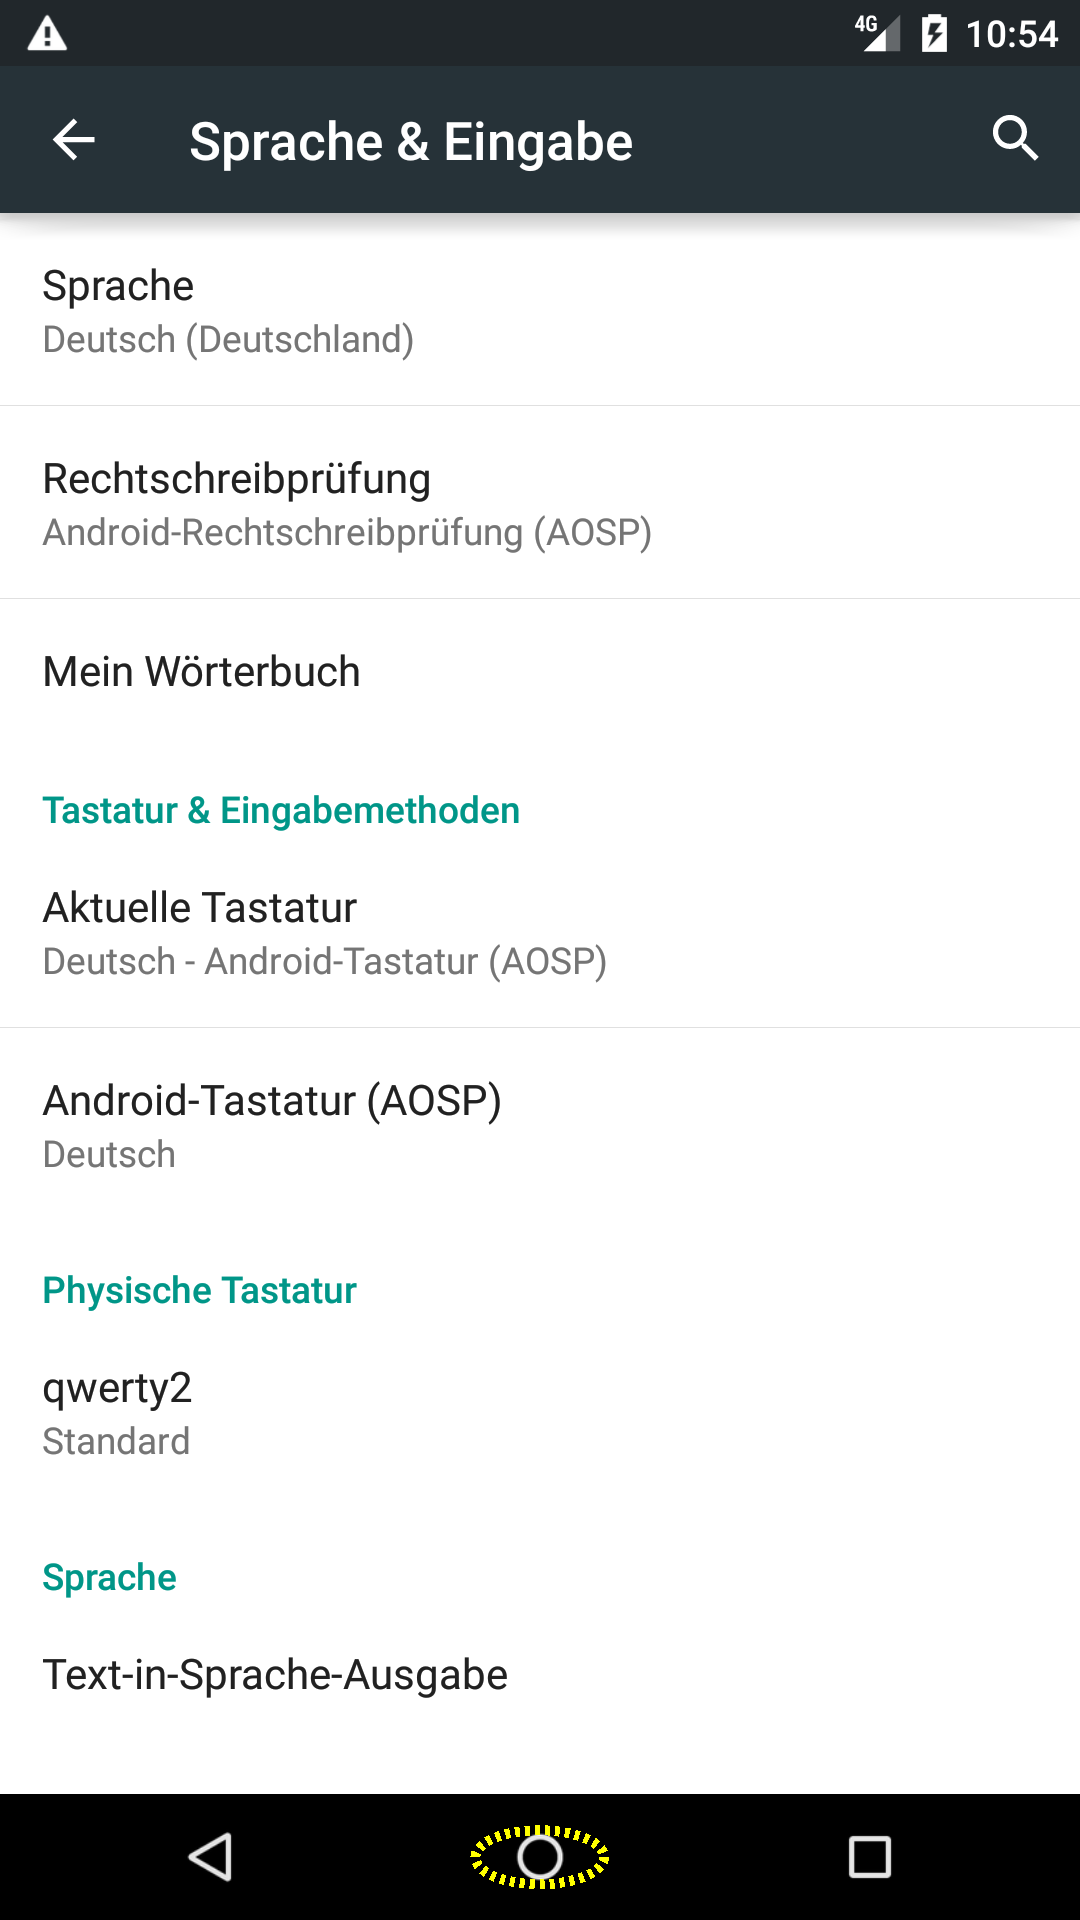 4G 10:54
Sprache & Eingabe
Sprache
Deutsch (Deutschland)
Rechtschreibprüfung
Android-Rechtschreibprüfung (AOSP)
Mein Wörterbuch
Tastatur & Eingabemethoden
Aktuelle Tastatur
Deutsch - Android-Tastatur (AOSP)
Android-Tastatur (AOSP)
Deutsch
Physische Tastatur
qwerty2
Standard
Sprache
Text-in-Sprache-Ausgabe